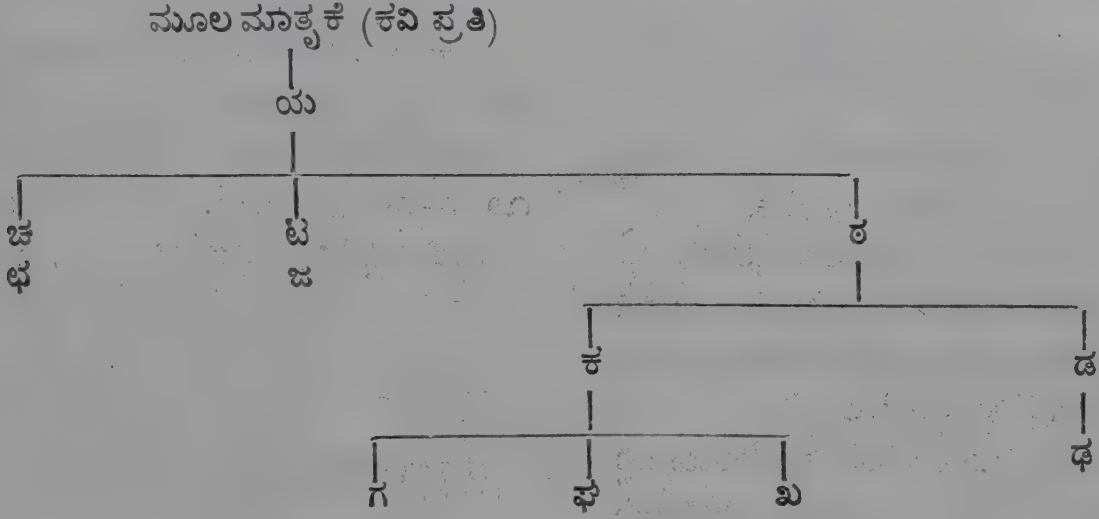 ಮೂಲ ಮಾತೃಕೆ (ಕವಿ ಪ್ರತಿ)
ಯ
ಚ ಟ ಠ
ಛ ಜ
ಕ ಡ
ಢ
ಗ ಘ ಖ